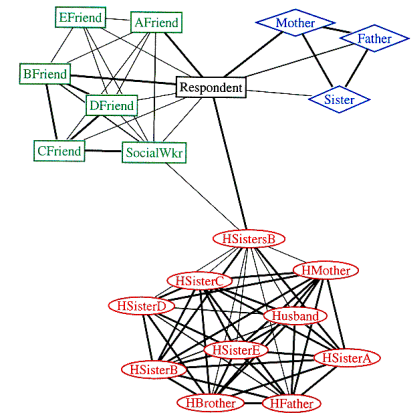 EFriend
AFriend
Mother
Father
BFriend
Respondent
DFriend
Sister
CFriend
SocialWkr
HSistersB
HMother
HSisterC
HSisterD
Husband
HSisterE
HSisterA
HSisterB
HBrother
HFather